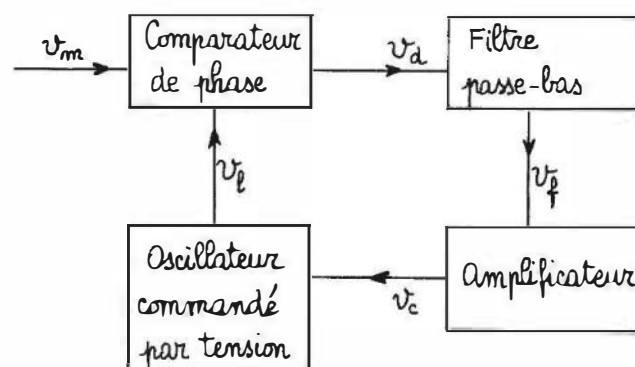 v_m
Comparateur
de phase
v_d
Filtre
passe-bas
v_l
v_f
Oscillateur
commandé
par tension
v_c
Amplificateur